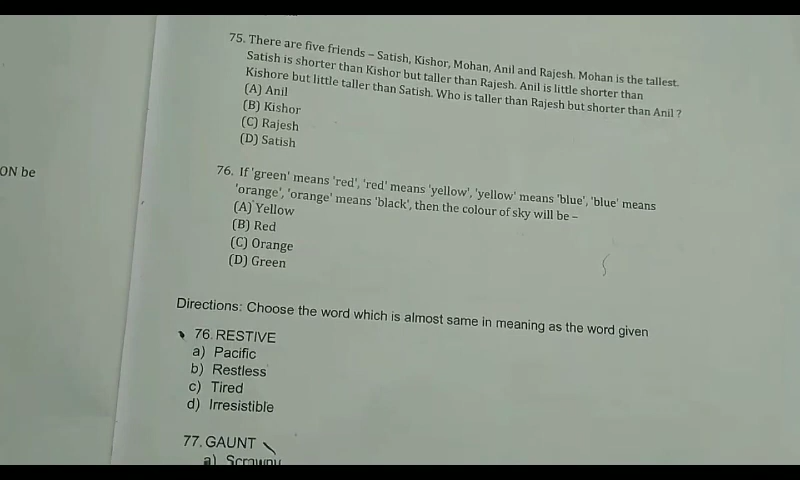 75. There are five friends – Satish, Kishor, Mohan, Anil and Rajesh. Mohan is the tallest.
Satish is shorter than Kishor but taller than Rajesh. Anil is little shorter than
Kishore but little taller than Satish. Who is taller than Rajesh but shorter than Anil ?
(A) Anil
(B) Kishor
(C) Rajesh
(D) Satish
ON be
76. If 'green' means 'red', 'red' means 'yellow', 'yellow' means 'blue', 'blue' means
'orange', 'orange' means 'black', then the colour of sky will be –
(A) Yellow
(B) Red
(C) Orange
(D) Green
Directions: Choose the word which is almost same in meaning as the word given
76. RESTIVE
a) Pacific
b) Restless
c) Tired
d) Irresistible
77. GAUNT
a) Scrawny